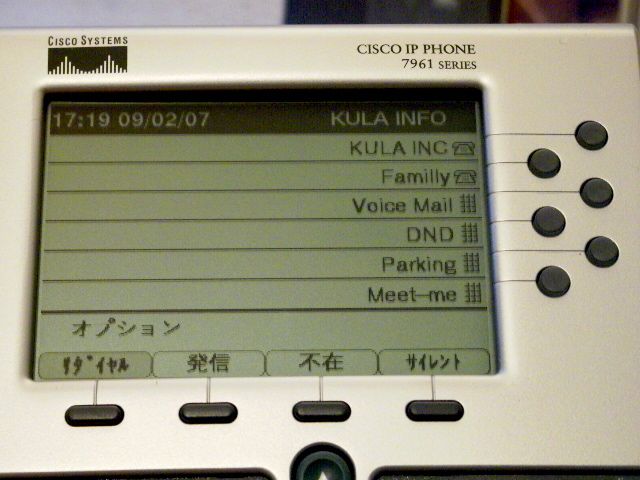 CISCO SYSTEMS
CISCO IP PHONE
7961 SERIES
17:19 09/02/07 KULA INFO
KULA INC
Familly
Voice Mail
DND
Parking
Meet-me
オプション
ﾘﾀﾞｲﾔﾙ 発信 不在 ｻｲﾚﾝﾄ